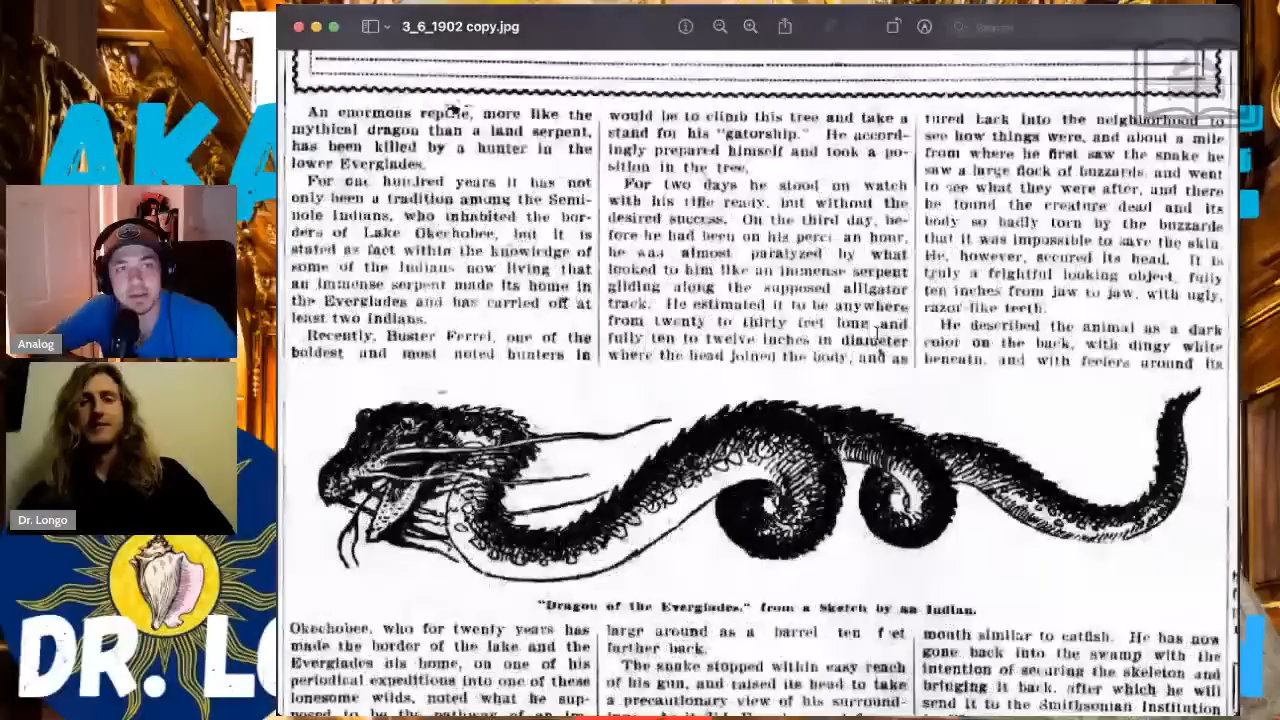 3_6_1902 copy.jpg
Search
An enormous reptile, more like the
mythical dragon than a land serpent,
has been killed by a hunter in the
lower Everglades.
For one hundred years it has not
only been a tradition among the Semi-
nole Indians, who inhabited the bor-
ders of Lake Okechobee, but it is
stated as fact within the knowledge of
some of the Indians now living that
an immense serpent made its home in
the Everglades and has carried off at
least two Indians.
Recently, Buster Ferrel, one of the
boldest and most noted hunters in
Okechobee, who for twenty years has
made the border of the lake and the
Everglades his home, on one of his
periodical expeditions into one of these
lonesome wilds, noted what he sup-
posed to be the pathway of an im-
would be to climb this tree and take a
stand for his "gatorship." He accord-
ingly prepared himself and took a po-
sition in the tree.
For two days he stood on watch
with his rifle ready, but without the
desired success. On the third day, be-
fore he had been on his perch an hour,
he was almost paralyzed by what
looked to him like an immense serpent
gliding along the supposed alligator
track. He estimated it to be anywhere
from twenty to thirty feet long and
fully ten to twelve inches in diameter
where the head joined the body, and as
large around as a barrel ten feet
farther back.
The snake stopped within easy reach
of his gun, and raised its head to take
a precautionary view of his surround-
tured back into the neighborhood to
see how things were, and about a mile
from where he first saw the snake he
saw a large flock of buzzards, and went
to see what they were after, and there
he found the creature dead and its
body so badly torn by the buzzards
that it was impossible to save the skin.
He, however, secured its head. It is
truly a frightful looking object, fully
ten inches from jaw to jaw, with ugly,
razor-like teeth.
He described the animal as a dark
color on the back, with dingy white
beneath, and with feelers around its
mouth similar to catfish. He has now
gone back into the swamp with the
intention of securing the skeleton and
bringing it back, after which he will
send it to the Smithsonian Institution
"Dragon of the Everglades," from a Sketch by an Indian.
AKA
Analog
Dr. Longo
DR. LO